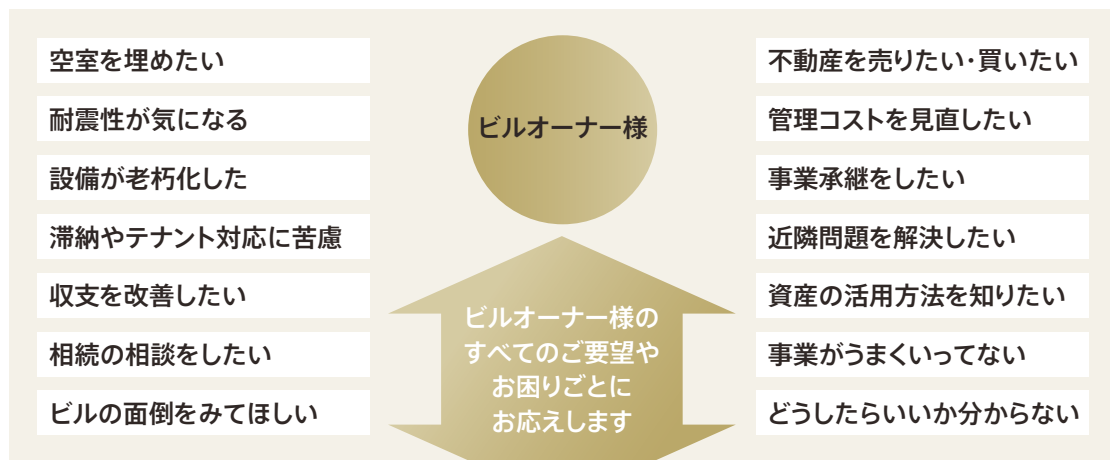 空室を埋めたい
耐震性が気になる
設備が老朽化した
滞納やテナント対応に苦慮
収支を改善したい
相続の相談をしたい
ビルの面倒をみてほしい
ビルオーナー様
ビルオーナー様の
すべてのご要望や
お困りごとに
お応えします
不動産を売りたい･買いたい
管理コストを見直したい
事業承継をしたい
近隣問題を解決したい
資産の活用方法を知りたい
事業がうまくいってない
どうしたらいいか分からない